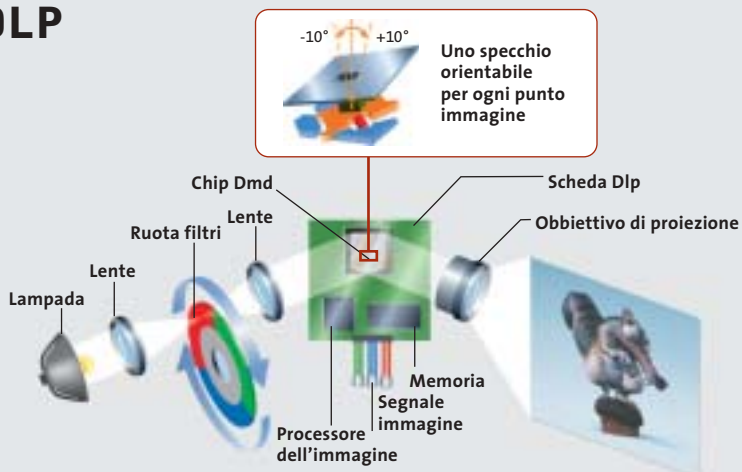 DLP
-10° +10°
Uno specchio
orientabile
per ogni punto
immagine
Chip Dmd
Scheda Dlp
Lente
Obbiettivo di proiezione
Ruota filtri
Lente
Lampada
Memoria
Segnale
immagine
Processore
dell'immagine